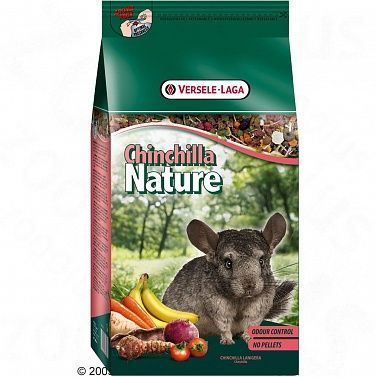 VERSELE-LAGA
Chinchilla
Nature
ODOUR CONTROL
NO PELLETS
CHINCHILLA LANIGERA
© 200